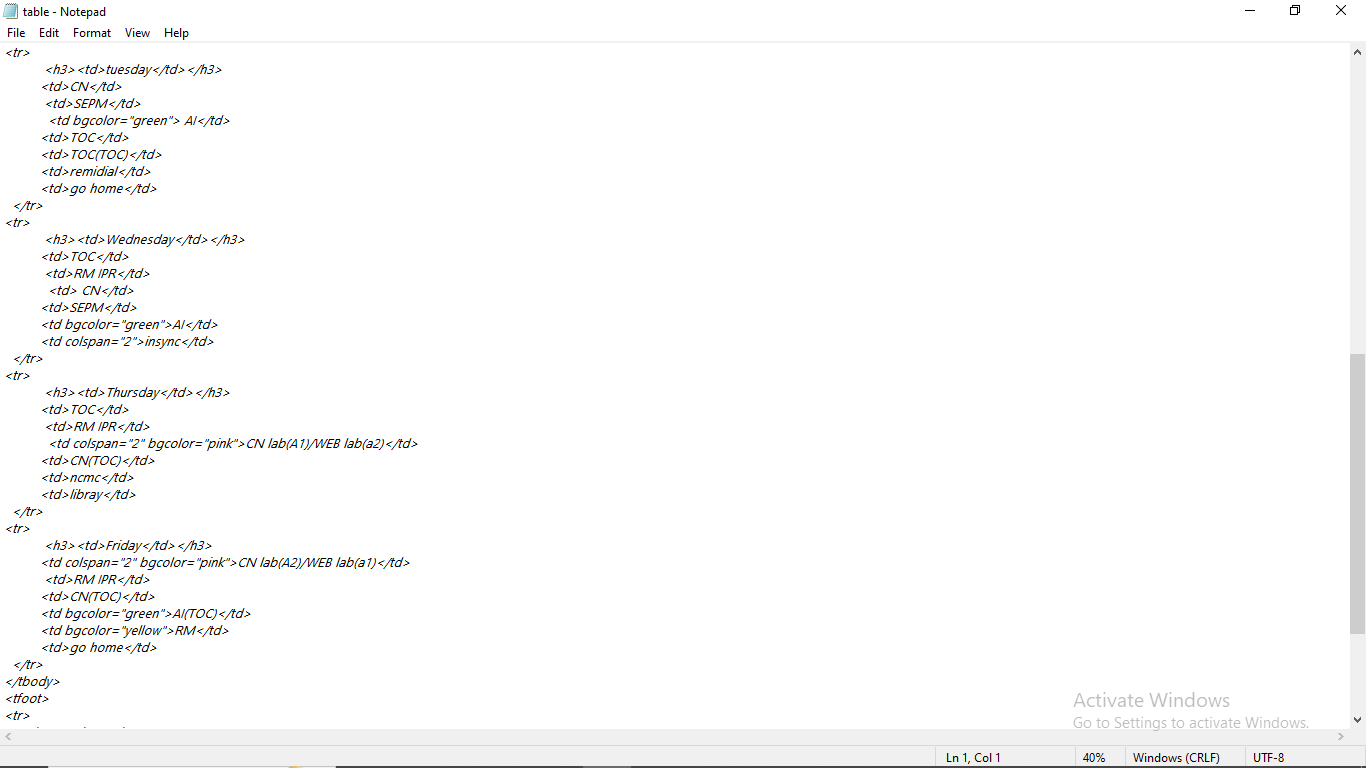 table - Notepad
File Edit Format View Help
<tr>
<h3><td>tuesday</td></h3>
<td>CN</td>
<td>SEPM</td>
<td bgcolor="green"> AI</td>
<td>TOC</td>
<td>TOC(TOC)</td>
<td>remidial</td>
<td>go home</td>
</tr>
<tr>
<h3><td>Wednesday</td></h3>
<td>TOC</td>
<td>RM IPR</td>
<td> CN</td>
<td>SEPM</td>
<td bgcolor="green">AI</td>
<td colspan="2">insync</td>
</tr>
<tr>
<h3><td>Thursday</td></h3>
<td>TOC</td>
<td>RM IPR</td>
<td colspan="2" bgcolor="pink">CN lab(A1)/WEB lab(a2)</td>
<td>CN(TOC)</td>
<td>ncmc</td>
<td>libray</td>
</tr>
<tr>
<h3><td>Friday</td></h3>
<td colspan="2" bgcolor="pink">CN lab(A2)/WEB lab(a1)</td>
<td>RM IPR</td>
<td>CN(TOC)</td>
<td bgcolor="green">AI(TOC)</td>
<td bgcolor="yellow">RM</td>
<td>go home</td>
</tr>
</tbody>
<tfoot>
<tr>
Activate Windows
Go to Settings to activate Windows.
Ln 1, Col 1 40% Windows (CRLF) UTF-8